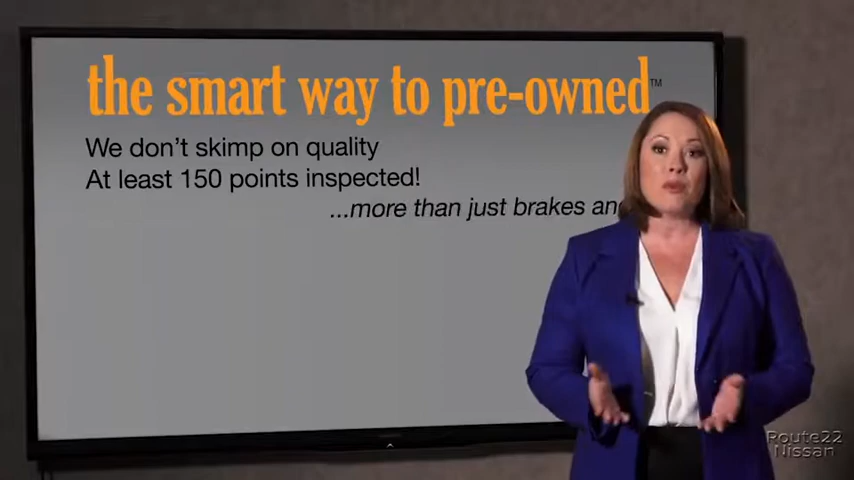 the smart way to pre-owned™
We don't skimp on quality
At least 150 points inspected!
...more than just brakes and
Route22
Nissan